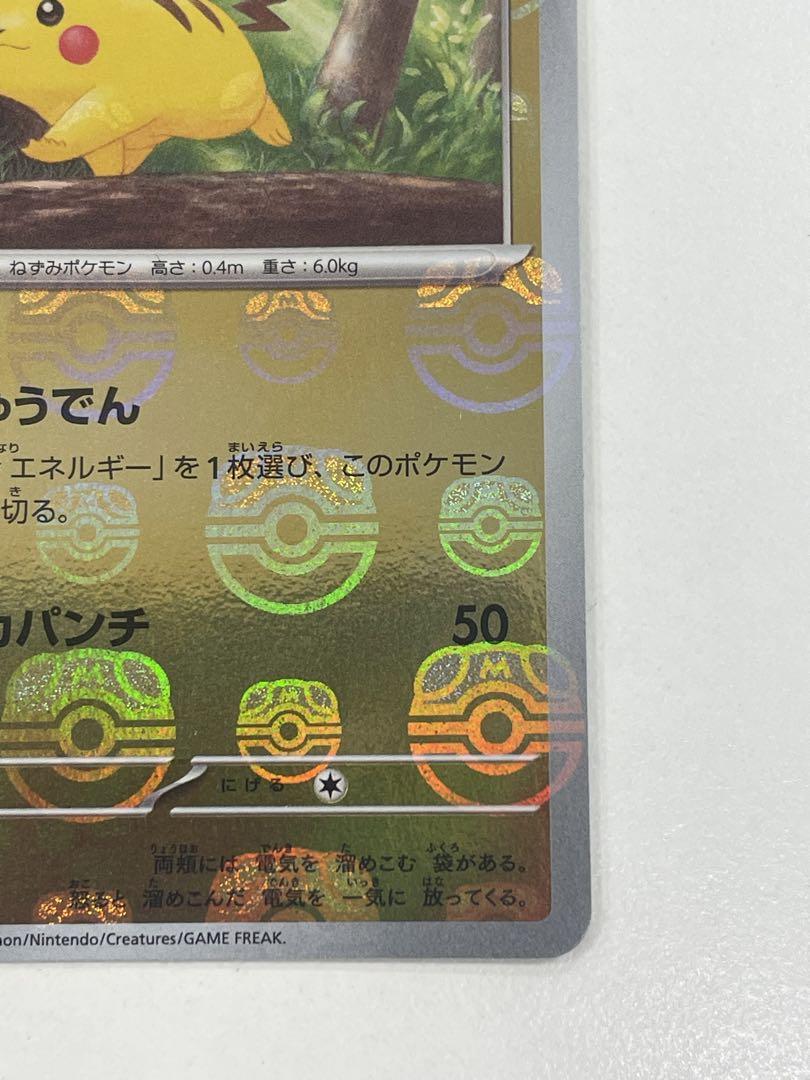 ねずみポケモン 高さ:0.4m 重さ:6.0kg
ゅうでん
エネルギー」を1枚選び、このポケモン
切る。
パンチ 50
にげる
両頬には 電気を 溜めこむ 袋がある。
怒ると 溜めこんだ 電気を 一気に 放ってくる。
mon/Nintendo/Creatures/GAME FREAK.